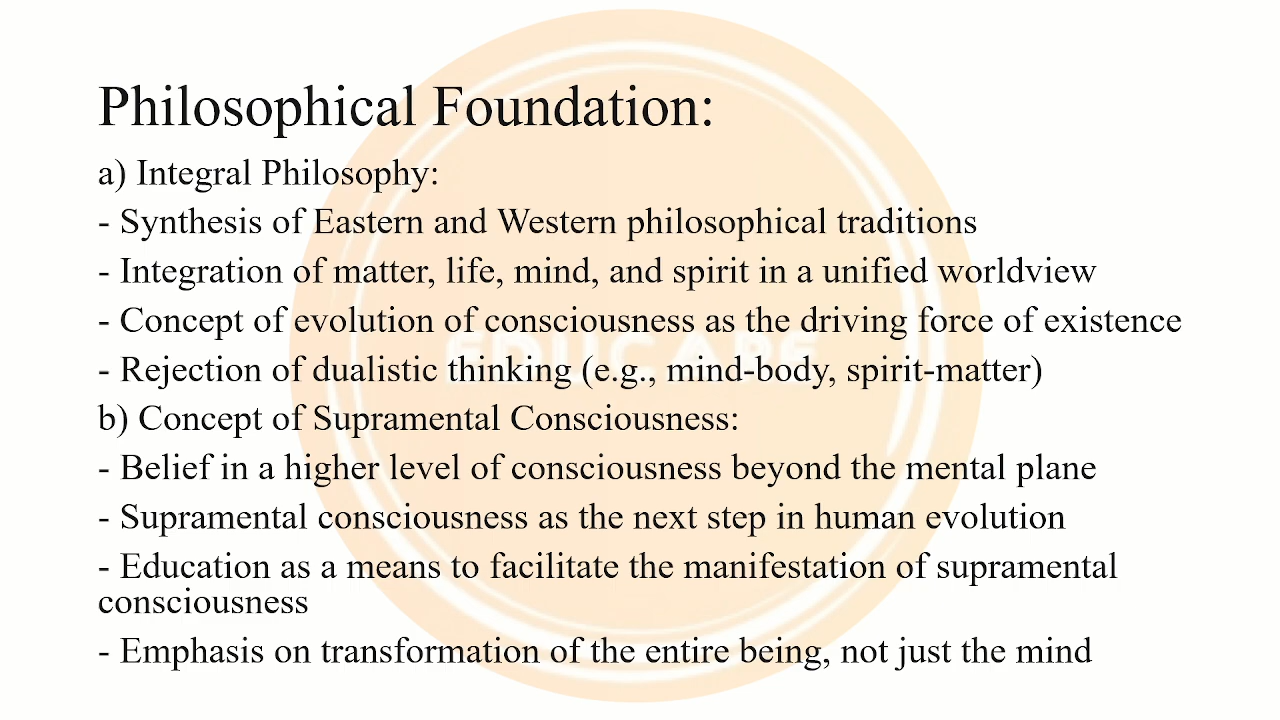 Philosophical Foundation:
a) Integral Philosophy:
- Synthesis of Eastern and Western philosophical traditions
- Integration of matter, life, mind, and spirit in a unified worldview
- Concept of evolution of consciousness as the driving force of existence
- Rejection of dualistic thinking (e.g., mind-body, spirit-matter)
b) Concept of Supramental Consciousness:
- Belief in a higher level of consciousness beyond the mental plane
- Supramental consciousness as the next step in human evolution
- Education as a means to facilitate the manifestation of supramental
consciousness
- Emphasis on transformation of the entire being, not just the mind